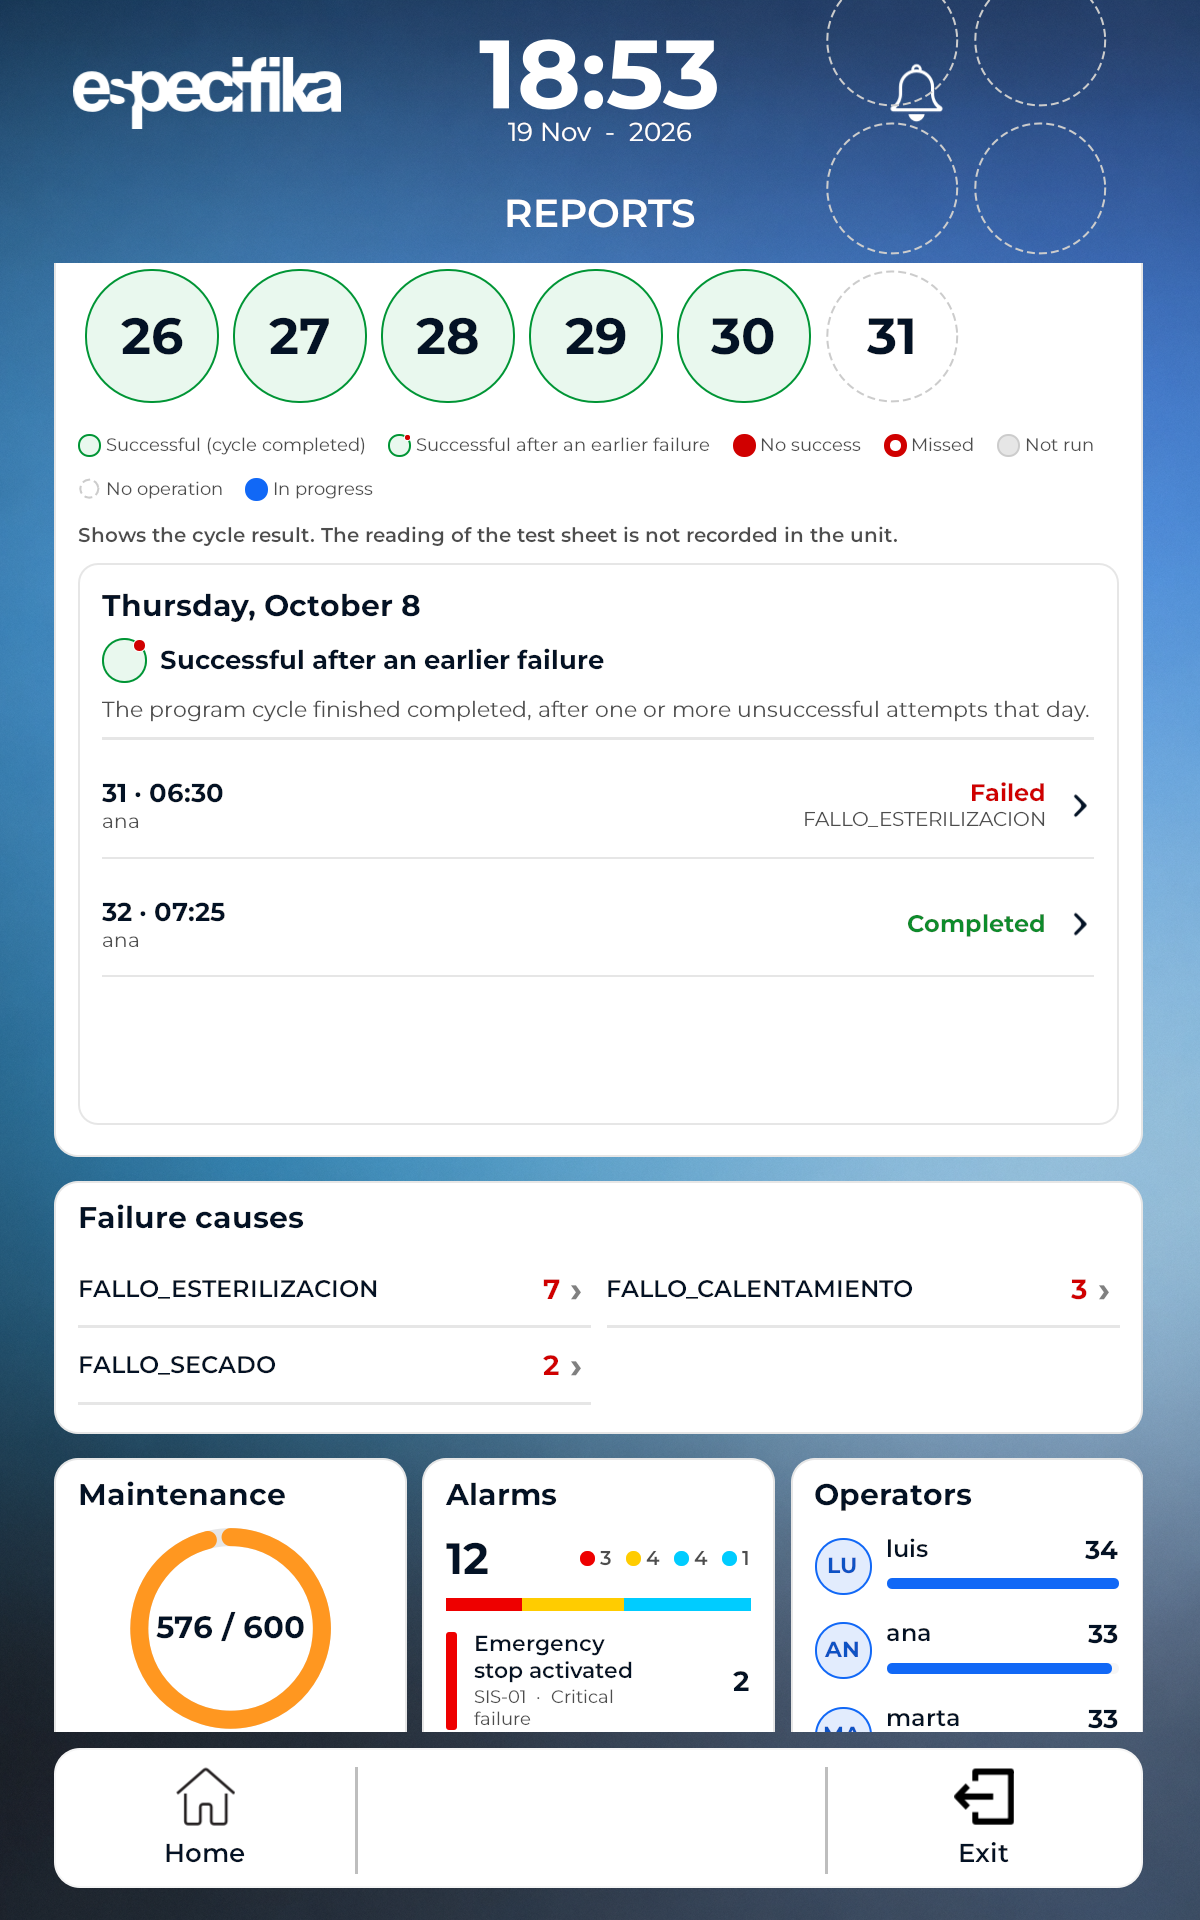 especifika
18:53
19 Nov - 2026
REPORTS
26 27 28 29 30 31
Successful (cycle completed) Successful after an earlier failure No success Missed Not run
No operation In progress
Shows the cycle result. The reading of the test sheet is not recorded in the unit.
Thursday, October 8
Successful after an earlier failure
The program cycle finished completed, after one or more unsuccessful attempts that day.
31 · 06:30 Failed
ana FALLO_ESTERILIZACION
32 · 07:25
ana
Completed
Failure causes
FALLO_ESTERILIZACION 7 FALLO_CALENTAMIENTO 3
FALLO_SECADO 2
Maintenance
576 / 600
Alarms
12 3 4 4 1
Emergency
stop activated
SIS-01 · Critical
failure
2
Operators
LU luis 34
AN ana 33
MA marta 33
Home
Exit